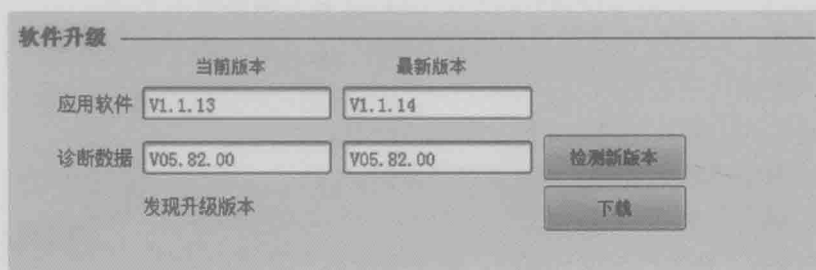 软件升级
当前版本 最新版本
应用软件 V1.1.13 V1.1.14
诊断数据 V05.82.00 V05.82.00 检测新版本
发现升级版本 下载